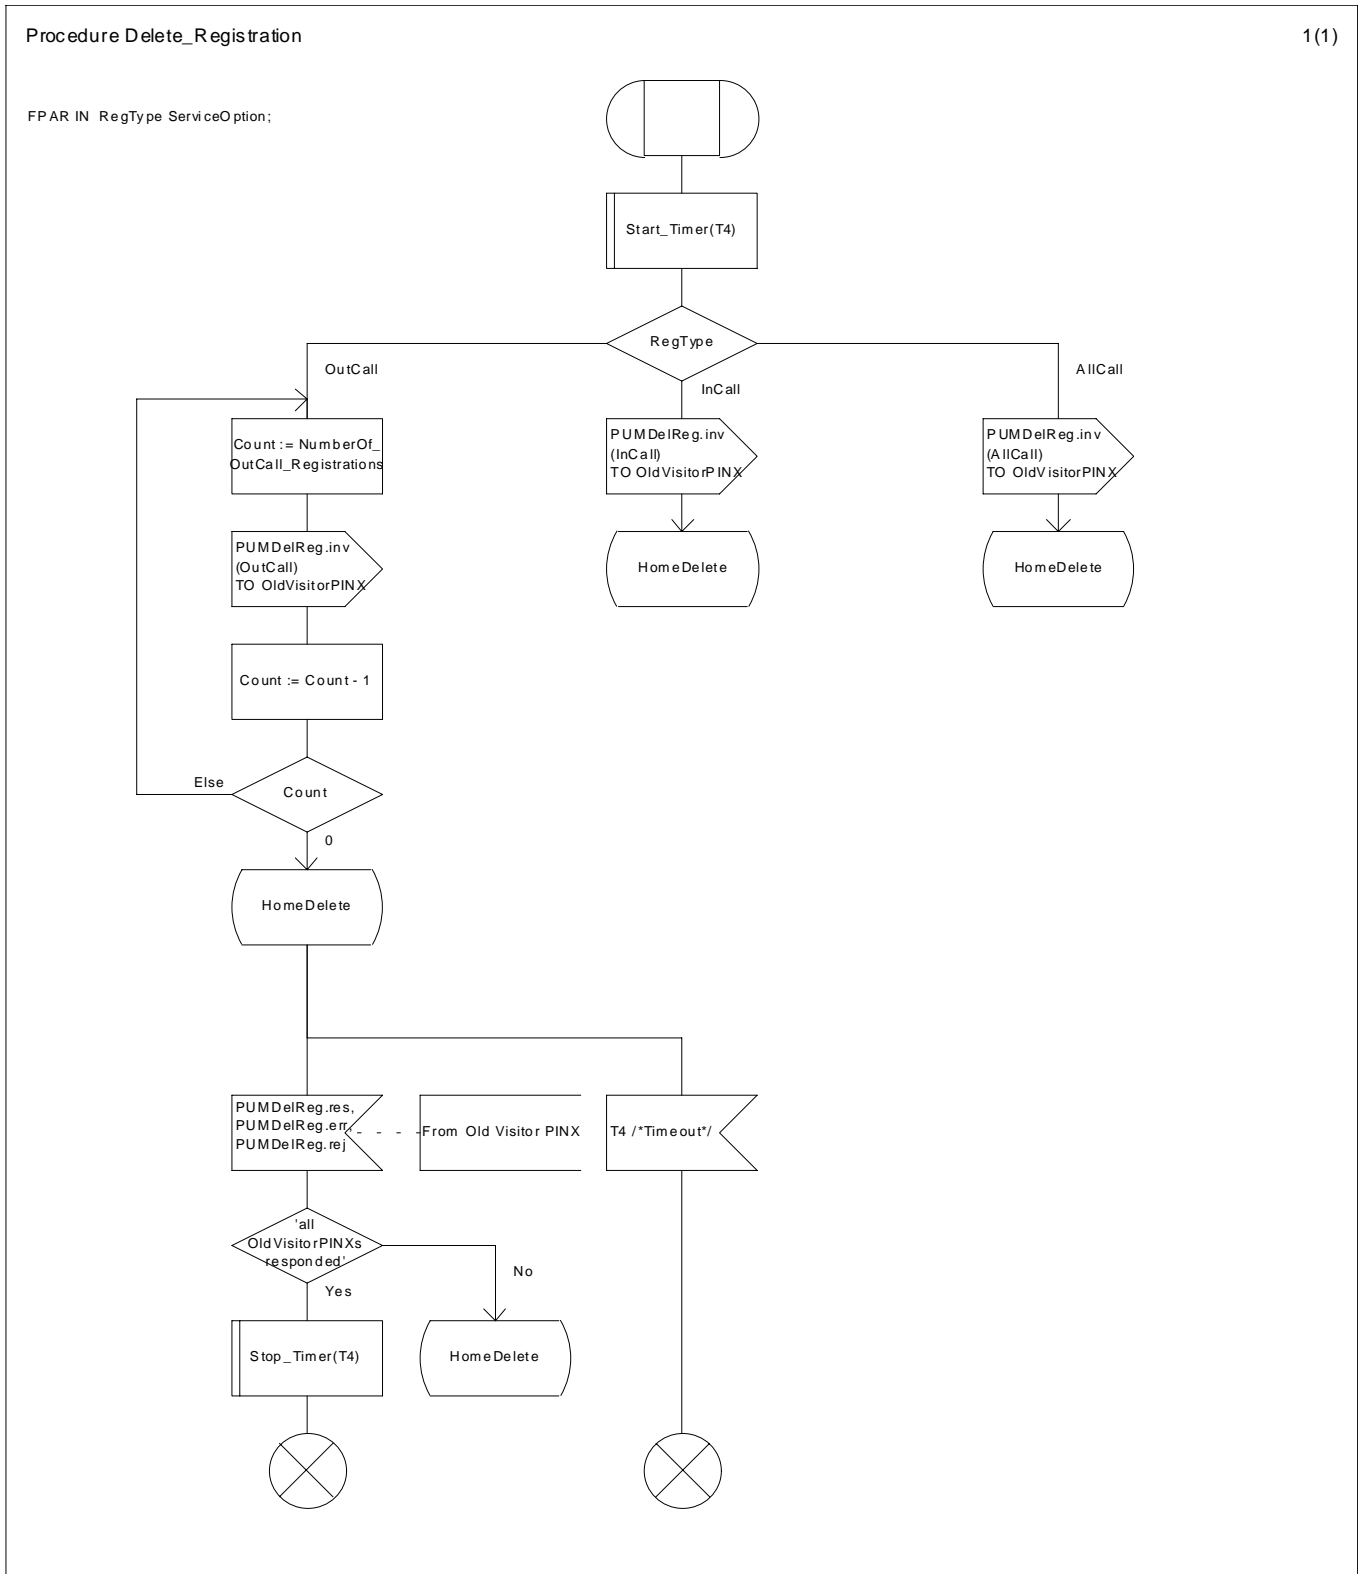 Procedure Delete_Registration
1(1)
FPAR IN RegType ServiceOption;
Start_Timer(T4)
RegType
OutCall
InCall
AllCall
Count := NumberOf_
OutCall_Registrations
PUMDelReg.inv
(InCall)
TO OldVisitorPINX
PUMDelReg.inv
(AllCall)
TO OldVisitorPINX
PUMDelReg.inv
(OutCall)
TO OldVisitorPINX
HomeDelete
HomeDelete
Count := Count - 1
Else
Count
0
HomeDelete
PUMDelReg.res,
PUMDelReg.err,
PUMDelReg.rej
From Old Visitor PINX
T4 /*Timeout*/
'all
OldVisitorPINXs
responded'
No
Yes
Stop_Timer(T4)
HomeDelete